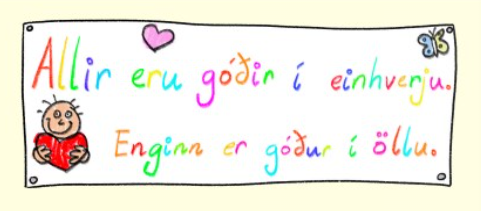 Allir eru góðir í einhverju.
Enginn er góður í öllu.